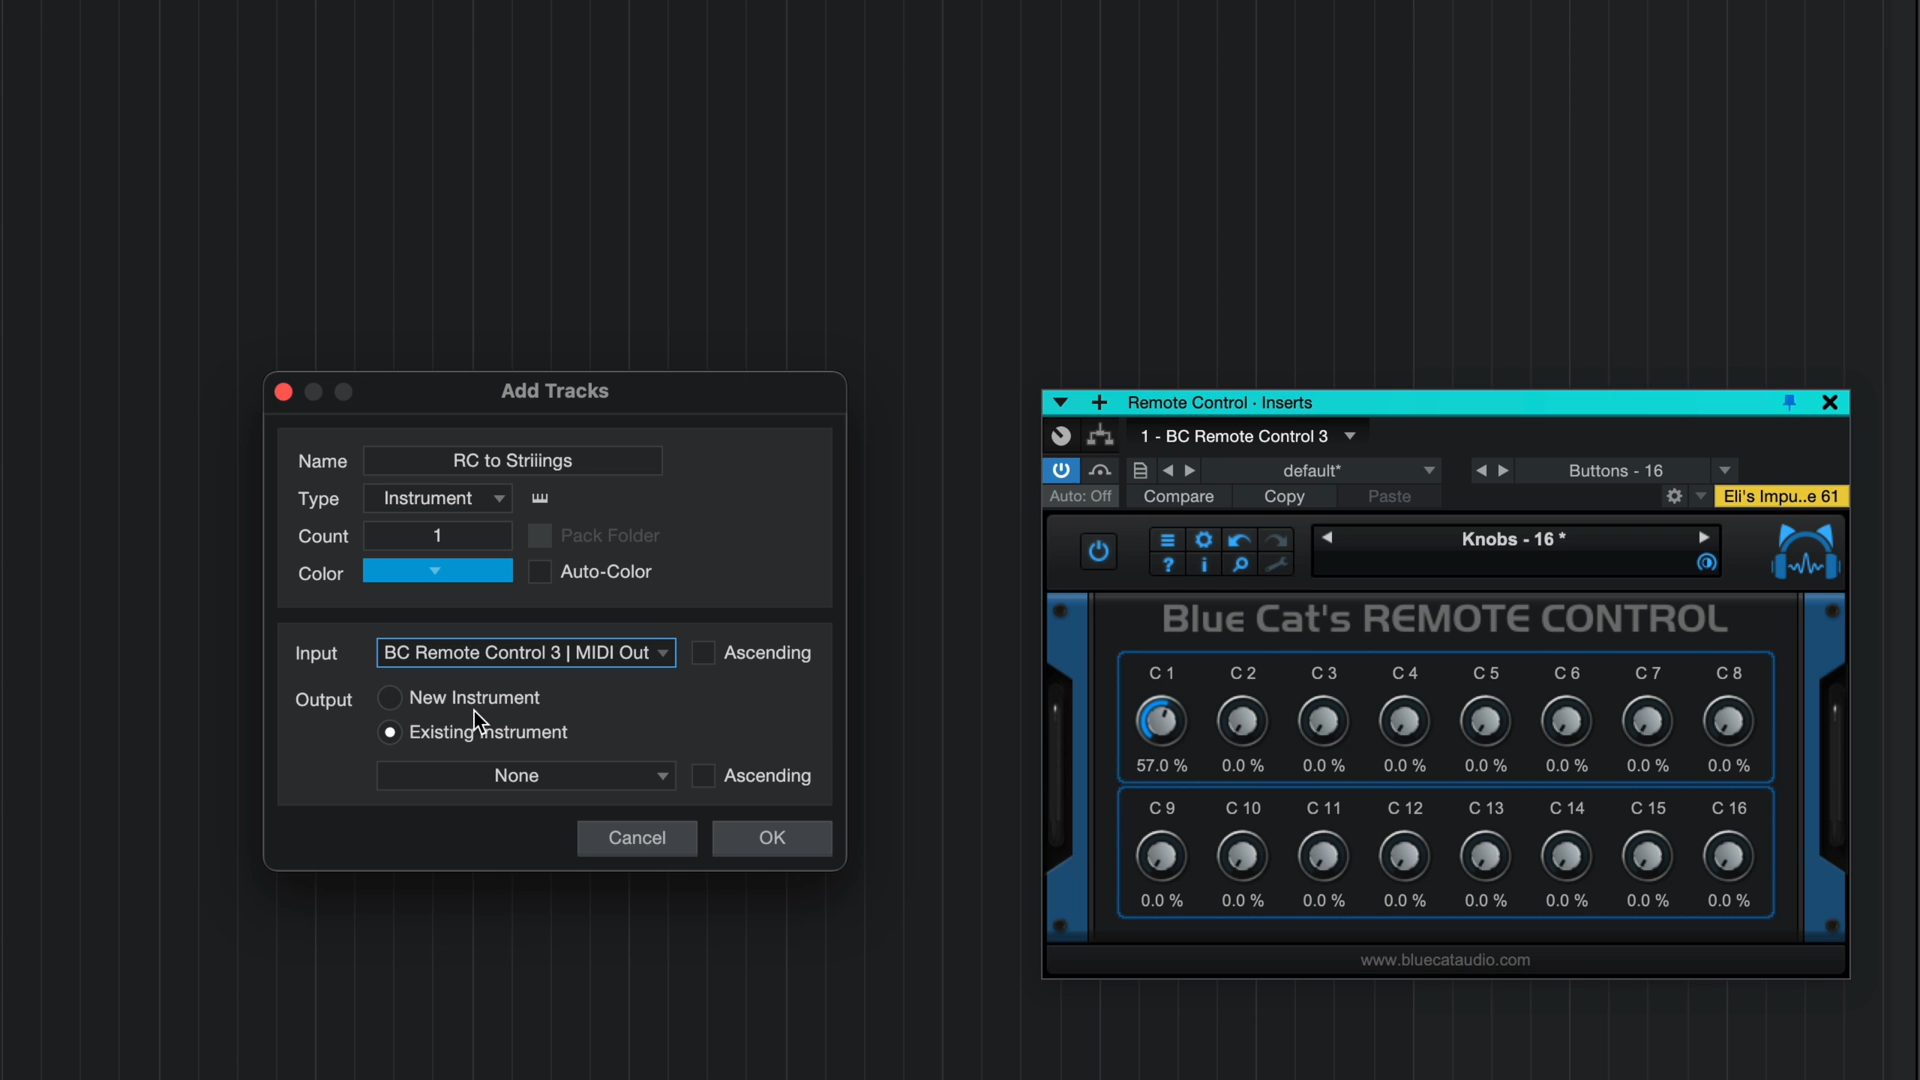 Add Tracks
Name RC to Striiings
Type Instrument
Count 1 Pack Folder
Color Auto-Color
Input BC Remote Control 3 | MIDI Out Ascending
Output New Instrument
Existing Instrument
None Ascending
Cancel OK
Remote Control · Inserts
1 - BC Remote Control 3
default* Buttons - 16
Auto: Off Compare Copy Paste Eli's Impu..e 61
Knobs - 16 *
? i
Blue Cat's REMOTE CONTROL
C 1 C 2 C 3 C 4 C 5 C 6 C 7 C 8
57.0 % 0.0 % 0.0 % 0.0 % 0.0 % 0.0 % 0.0 % 0.0 %
C 9 C 10 C 11 C 12 C 13 C 14 C 15 C 16
0.0 % 0.0 % 0.0 % 0.0 % 0.0 % 0.0 % 0.0 % 0.0 %
www.bluecataudio.com